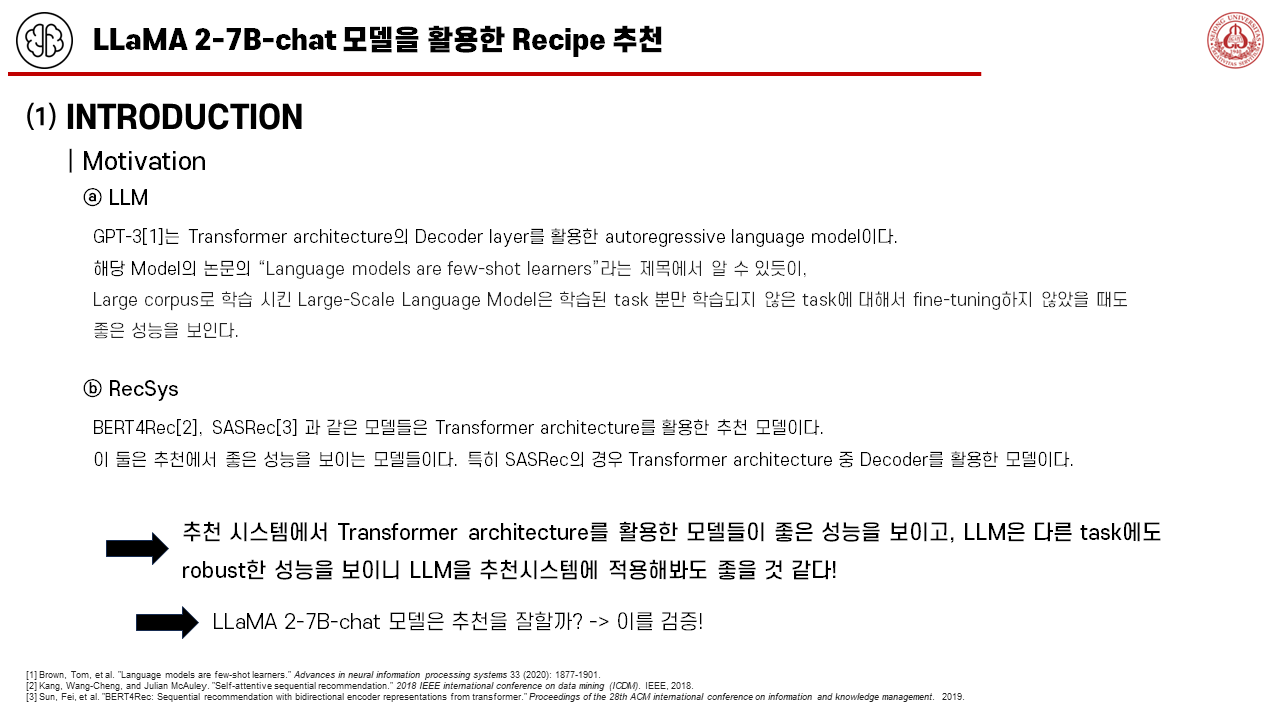 LLaMA 2-7B-chat 모델을 활용한 Recipe 추천
SEJONG UNIVERSITY
(1) INTRODUCTION
| Motivation
ⓐ LLM
GPT-3[1]는 Transformer architecture의 Decoder layer를 활용한 autoregressive language model이다.
해당 Model의 논문의 “Language models are few-shot learners”라는 제목에서 알 수 있듯이,
Large corpus로 학습 시킨 Large-Scale Language Model은 학습된 task 뿐만 학습되지 않은 task에 대해서 fine-tuning하지 않았을 때도
좋은 성능을 보인다.
ⓑ RecSys
BERT4Rec[2], SASRec[3] 과 같은 모델들은 Transformer architecture를 활용한 추천 모델이다.
이 둘은 추천에서 좋은 성능을 보이는 모델들이다. 특히 SASRec의 경우 Transformer architecture 중 Decoder를 활용한 모델이다.
추천 시스템에서 Transformer architecture를 활용한 모델들이 좋은 성능을 보이고, LLM은 다른 task에도
robust한 성능을 보이니 LLM을 추천시스템에 적용해봐도 좋을 것 같다!
LLaMA 2-7B-chat 모델은 추천을 잘할까? -> 이를 검증!
[1] Brown, Tom, et al. "Language models are few-shot learners." Advances in neural information processing systems 33 (2020): 1877-1901.
[2] Kang, Wang-Cheng, and Julian McAuley. "Self-attentive sequential recommendation." 2018 IEEE international conference on data mining (ICDM). IEEE, 2018.
[3] Sun, Fei, et al. "BERT4Rec: Sequential recommendation with bidirectional encoder representations from transformer." Proceedings of the 28th ACM international conference on information and knowledge management. 2019.